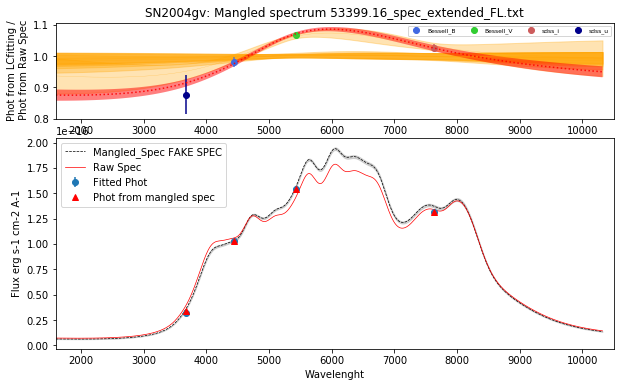 SN2004gv: Mangled spectrum 53399.16_spec_extended_FL.txt
Phot from LCfitting /
Phot from Raw Spec
1.1
1.0
0.9
0.8
Bessell_B
Bessell_V
sdss_i
sdss_u
2000 3000 4000 5000 6000 7000 8000 9000 10000
1e-16
Flux erg s-1 cm-2 A-1
2.00
1.75
1.50
1.25
1.00
0.75
0.50
0.25
0.00
Mangled_Spec FAKE SPEC
Raw Spec
Fitted Phot
Phot from mangled spec
2000 3000 4000 5000 6000 7000 8000 9000 10000
Wavelenght